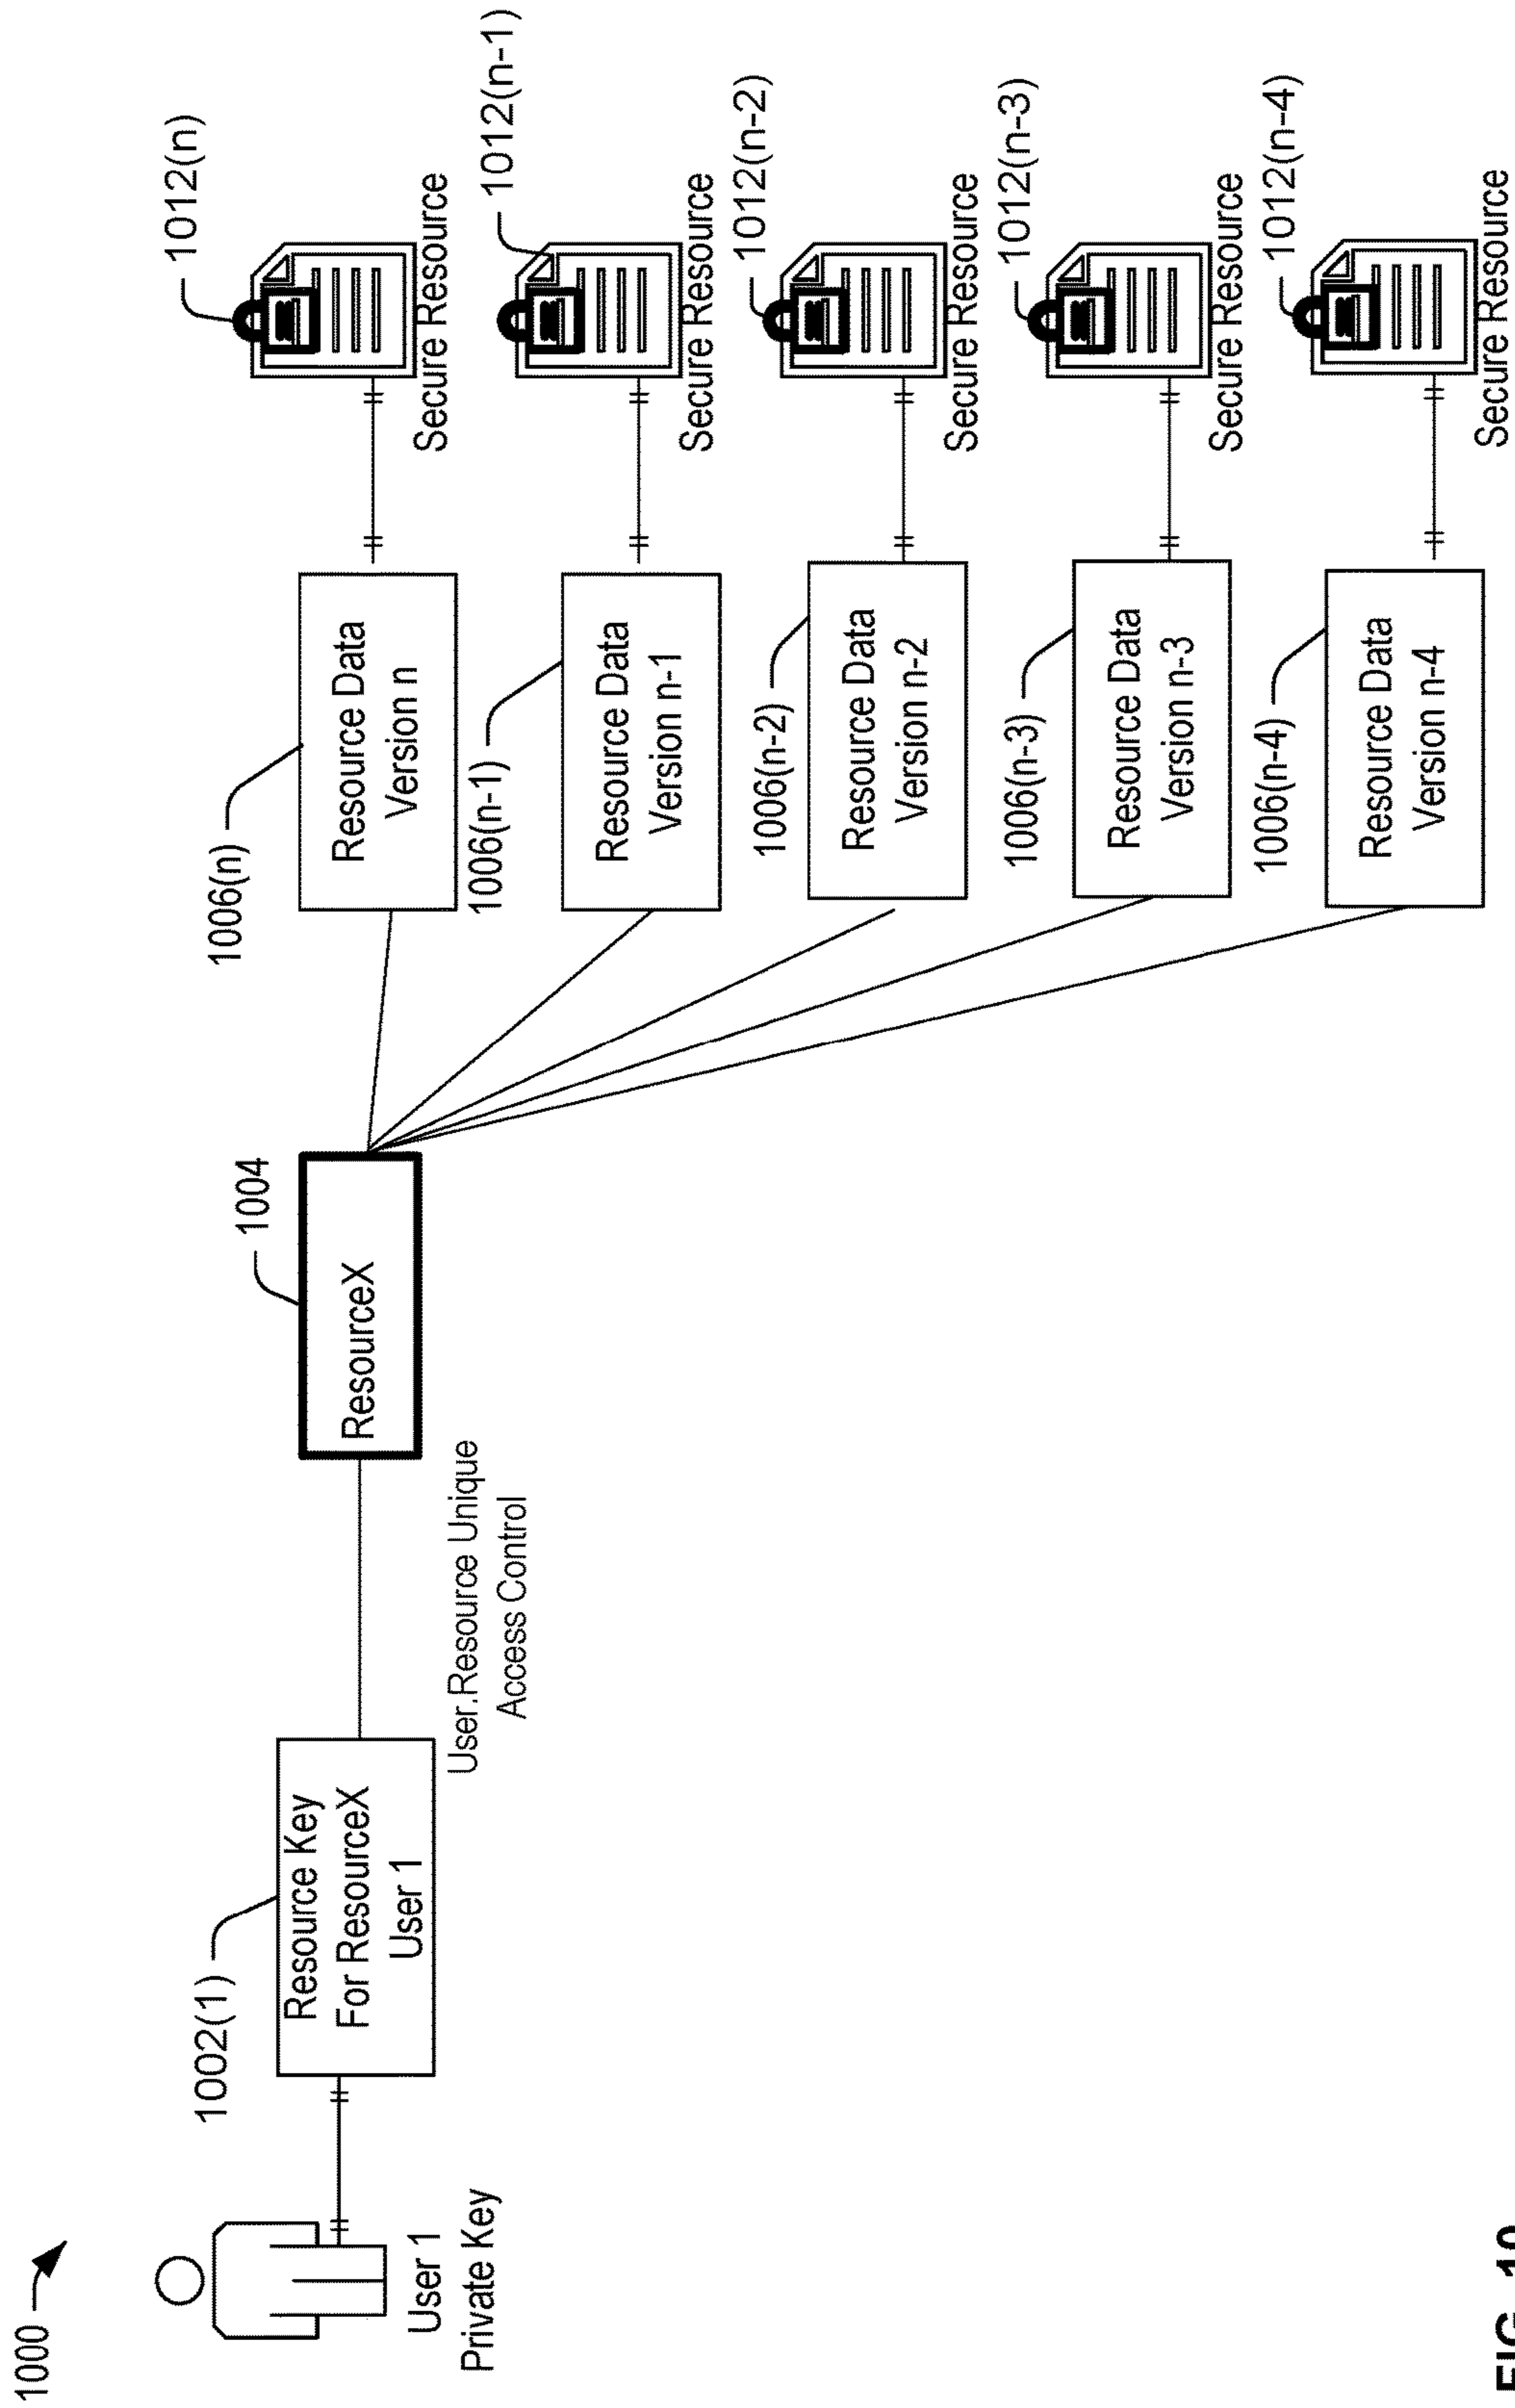 1000
User 1
Private Key
1002(1)
Resource Key
For ResourceX
User 1
User.Resource Unique
Access Control
1004
ResourceX
1006(n)
Resource Data
Version n
1012(n)
Secure Resource
1006(n-1)
Resource Data
Version n-1
1012(n-1)
Secure Resource
1006(n-2)
Resource Data
Version n-2
1012(n-2)
Secure Resource
1006(n-3)
Resource Data
Version n-3
1012(n-3)
Secure Resource
1006(n-4)
Resource Data
Version n-4
1012(n-4)
Secure Resource
FIG. 10